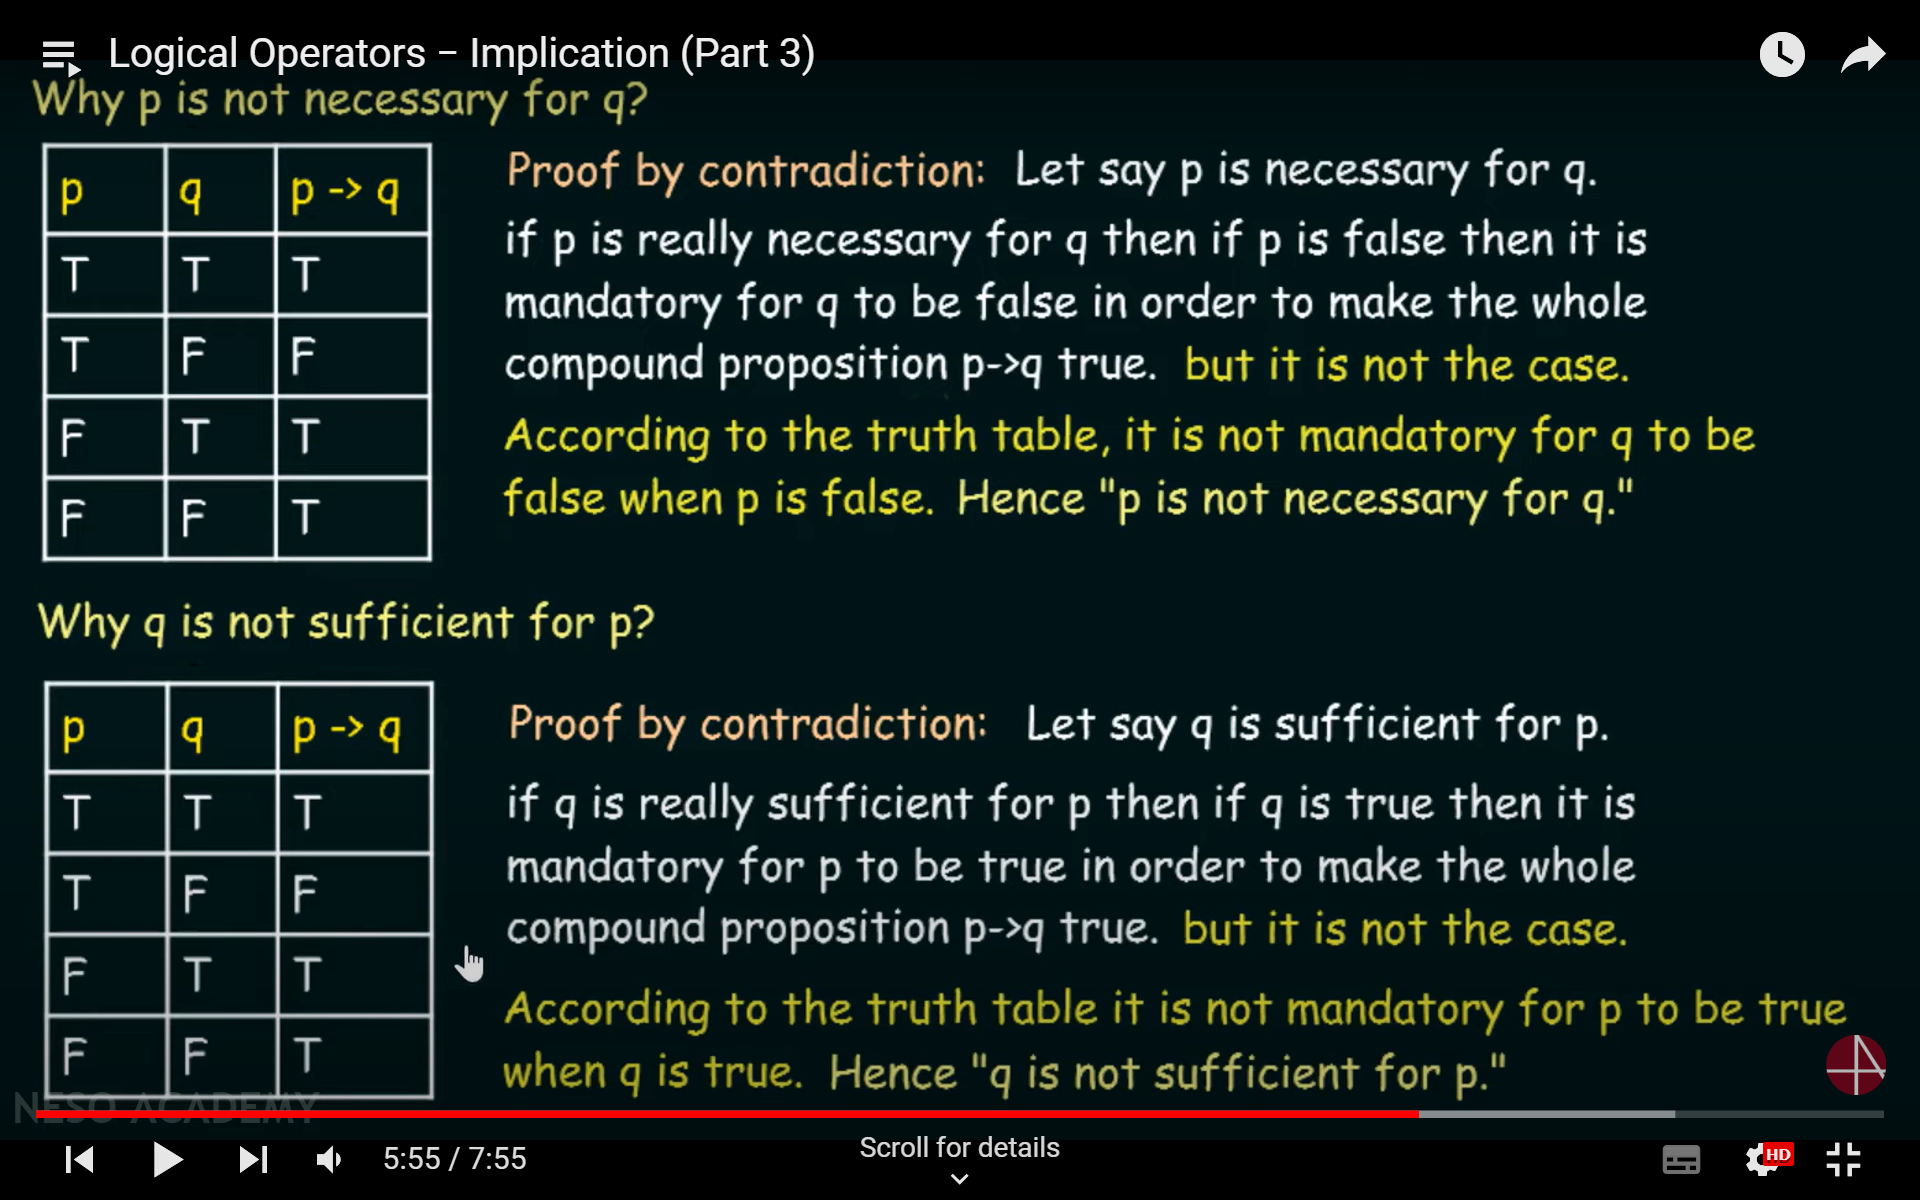 Logical Operators – Implication (Part 3)
Why p is not necessary for q?
p q p -> q
T T T
T F F
F T T
F F T
Proof by contradiction: Let say p is necessary for q.
if p is really necessary for q then if p is false then it is
mandatory for q to be false in order to make the whole
compound proposition p->q true. but it is not the case.
According to the truth table, it is not mandatory for q to be
false when p is false. Hence "p is not necessary for q."
Why q is not sufficient for p?
p q p -> q
T T T
T F F
F T T
F F T
Proof by contradiction: Let say q is sufficient for p.
if q is really sufficient for p then if q is true then it is
mandatory for p to be true in order to make the whole
compound proposition p->q true. but it is not the case.
According to the truth table it is not mandatory for p to be true
when q is true. Hence "q is not sufficient for p."
NESO ACADEMY
5:55 / 7:55
Scroll for details
HD